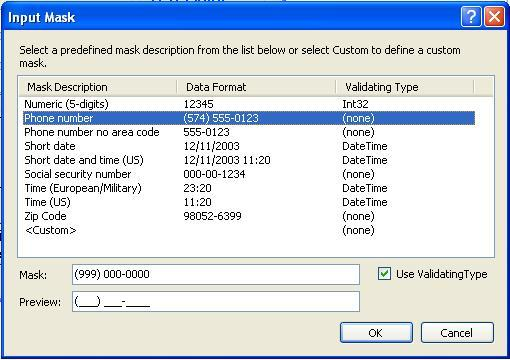 Input Mask
Select a predefined mask description from the list below or select Custom to define a custom
mask.
Mask Description Data Format Validating Type
Numeric (5-digits) 12345 Int32
Phone number (574) 555-0123 (none)
Phone number no area code 555-0123 (none)
Short date 12/11/2003 DateTime
Short date and time (US) 12/11/2003 11:20 DateTime
Social security number 000-00-1234 (none)
Time (European/Military) 23:20 DateTime
Time (US) 11:20 DateTime
Zip Code 98052-6399 (none)
<Custom> (none)
Mask: (999) 000-0000 Use ValidatingType
Preview: (___) ___-____
OK Cancel